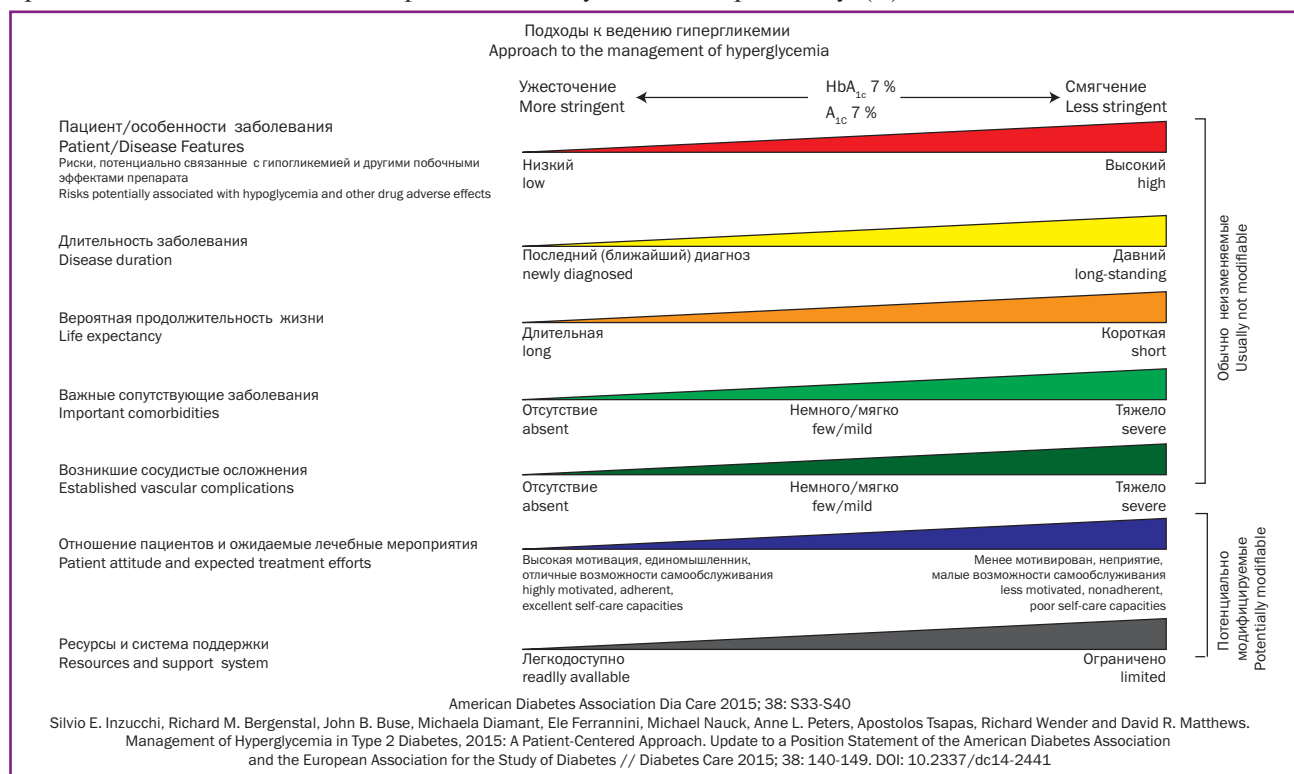 Подходы к ведению гипергликемии
Approach to the management of hyperglycemia
Ужесточение
More stringent
HbA1c 7 %
A1C 7 %
Смягчение
Less stringent
Пациент/особенности заболевания
Patient/Disease Features
Риски, потенциально связанные с гипогликемией и другими побочными
эффектами препарата
Risks potentially associated with hypoglycemia and other drug adverse effects
Низкий
low
Высокий
high
Длительность заболевания
Disease duration
Последний (ближайший) диагноз
newly diagnosed
Давний
long-standing
Вероятная продолжительность жизни
Life expectancy
Длительная
long
Короткая
short
Важные сопутствующие заболевания
Important comorbidities
Отсутствие
absent
Немного/мягко
few/mild
Тяжело
severe
Возникшие сосудистые осложнения
Established vascular complications
Отсутствие
absent
Немного/мягко
few/mild
Тяжело
severe
Обычно неизменяемые
Usually not modifiable
Отношение пациентов и ожидаемые лечебные мероприятия
Patient attitude and expected treatment efforts
Высокая мотивация, единомышленник,
отличные возможности самообслуживания
highly motivated, adherent,
excellent self-care capacities
Менее мотивирован, неприятие,
малые возможности самообслуживания
less motivated, nonadherent,
poor self-care capacities
Ресурсы и система поддержки
Resources and support system
Легкодоступно
readlly avallable
Ограничено
limited
Потенциально
модифицируемые
Potentially modifiable
American Diabetes Association Dia Care 2015; 38: S33-S40
Silvio E. Inzucchi, Richard M. Bergenstal, John B. Buse, Michaela Diamant, Ele Ferrannini, Michael Nauck, Anne L. Peters, Apostolos Tsapas, Richard Wender and David R. Matthews.
Management of Hyperglycemia in Type 2 Diabetes, 2015: A Patient-Centered Approach. Update to a Position Statement of the American Diabetes Association
and the European Association for the Study of Diabetes // Diabetes Care 2015; 38: 140-149. DOI: 10.2337/dc14-2441